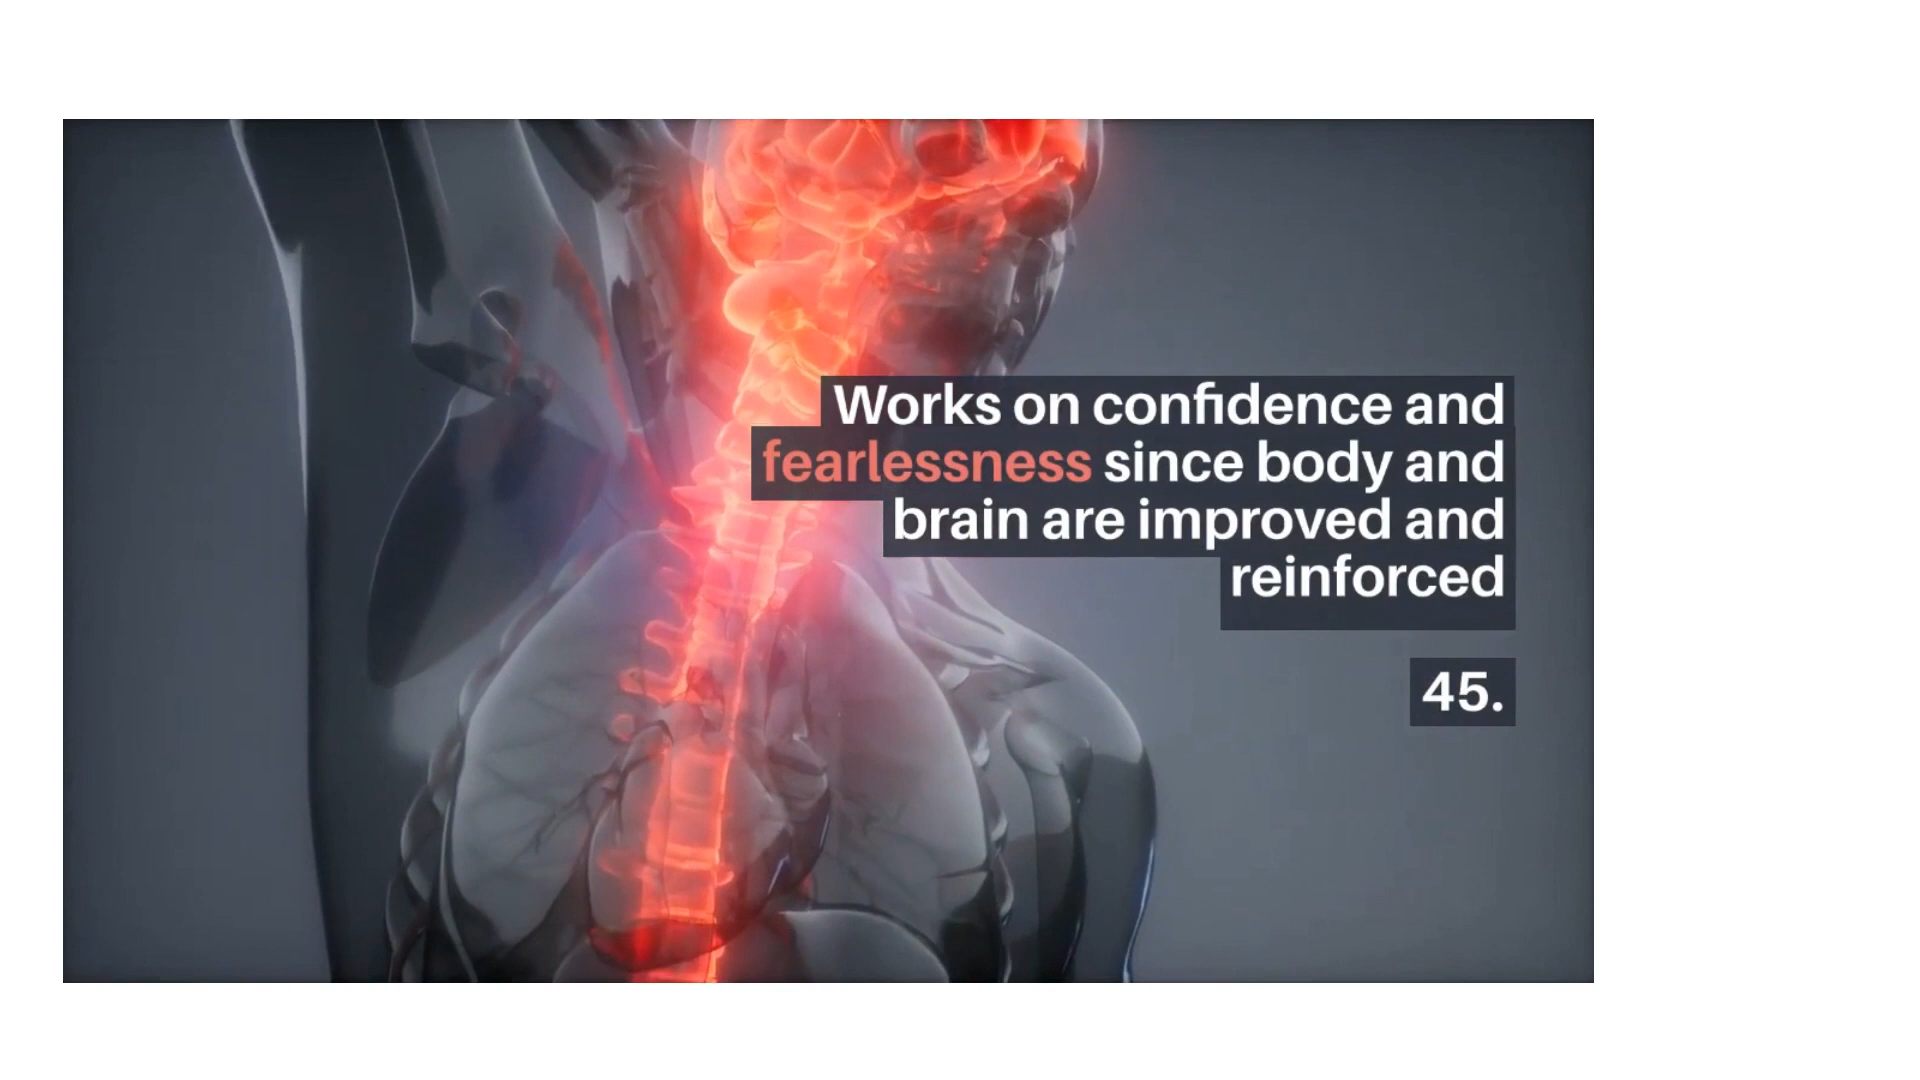 Works on confidence and
fearlessness since body and
brain are improved and
reinforced
45.